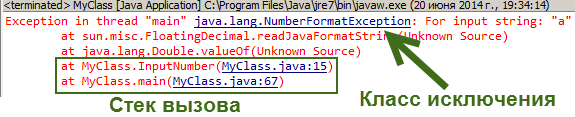 <terminated> MyClass [Java Application] C:\Program Files\Java\jre7\bin\javaw.exe (20 июня 2014 г., 19:34:14)
Exception in thread "main" java.lang.NumberFormatException: For input string: "a"
at sun.misc.FloatingDecimal.readJavaFormatString(Unknown Source)
at java.lang.Double.valueOf(Unknown Source)
at MyClass.InputNumber(MyClass.java:15)
at MyClass.main(MyClass.java:67)
Стек вызова
Класс исключения